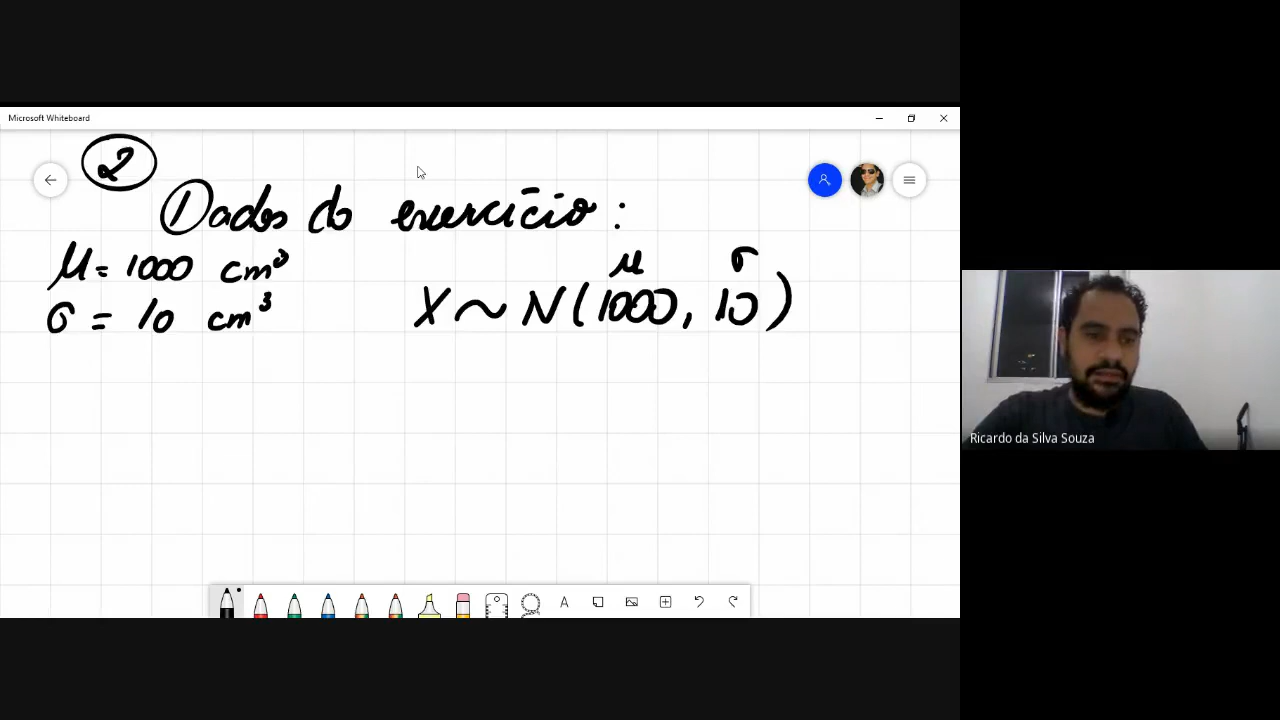 Microsoft Whiteboard
2
Dados do exercício:
μ = 1000 cm³
σ = 10 cm³
μ σ
X ~ N(1000, 10)
Ricardo da Silva Souza
A